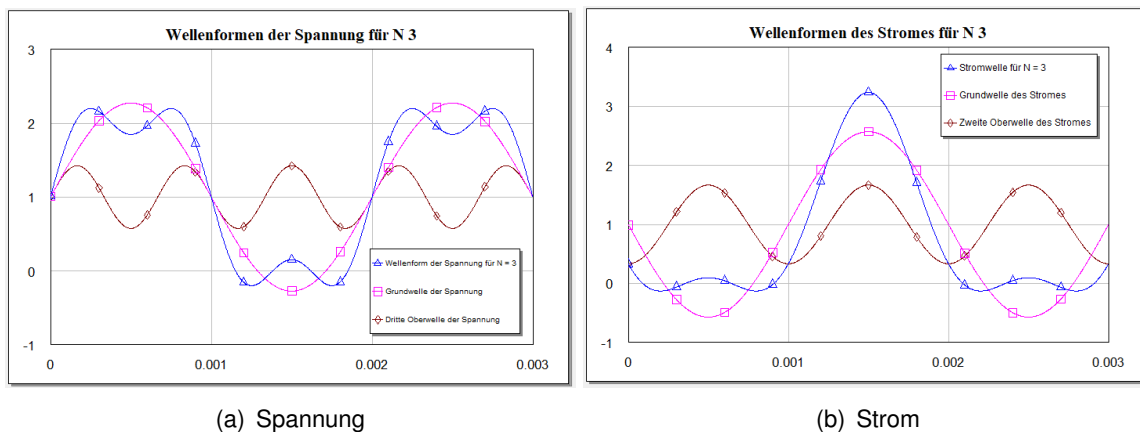 Wellenformen der Spannung für N 3
3
2
1
0
-1
0
0.001
0.002
0.003
Wellenform der Spannung für N = 3
Grundwelle der Spannung
Dritte Oberwelle der Spannung
(a) Spannung
Wellenformen des Stromes für N 3
4
3
2
1
0
-1
0
0.001
0.002
0.003
Stromwelle für N = 3
Grundwelle des Stromes
Zweite Oberwelle des Stromes
(b) Strom